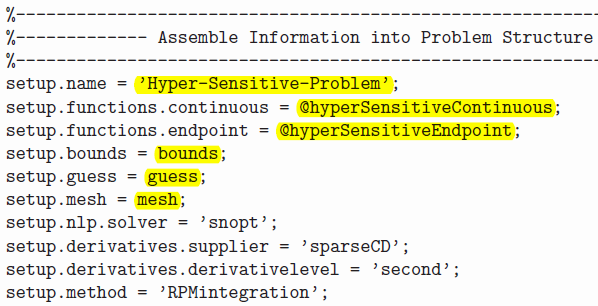 %-----------------------------------------------------------
%------------- Assemble Information into Problem Structure
%-----------------------------------------------------------
setup.name = ’Hyper-Sensitive-Problem’;
setup.functions.continuous = @hyperSensitiveContinuous;
setup.functions.endpoint = @hyperSensitiveEndpoint;
setup.bounds = bounds;
setup.guess = guess;
setup.mesh = mesh;
setup.nlp.solver = ’snopt’;
setup.derivatives.supplier = ’sparseCD’;
setup.derivatives.derivativelevel = ’second’;
setup.method = ’RPMintegration’;